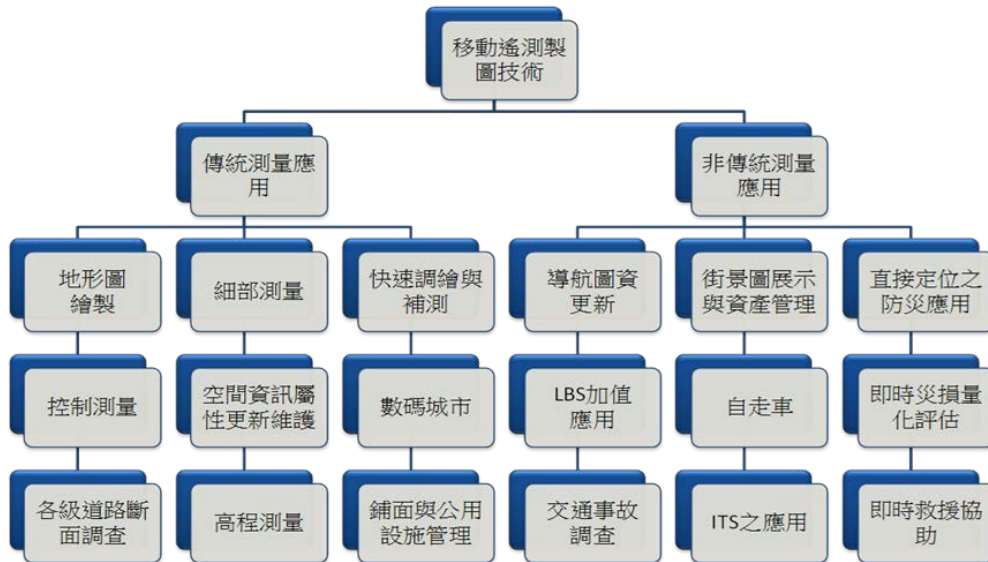 移動遙測製
圖技術
傳統測量應
用
非傳統測量
應用
地形圖
繪製
細部測量
快速調繪與
補測
導航圖資
更新
街景圖展示
與資產管理
直接定位之
防災應用
控制測量
空間資訊屬
性更新維護
數碼城市
LBS加值
應用
自走車
即時災損量
化評估
各級道路斷
面調查
高程測量
鋪面與公用
設施管理
交通事故
調查
ITS之應用
即時救援協
助